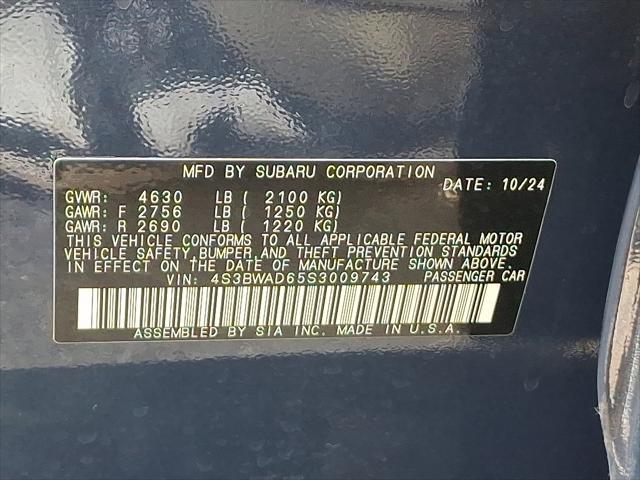 MFD BY SUBARU CORPORATION
DATE: 10/24
GVWR: 4630 LB ( 2100 KG)
GAWR: F 2756 LB ( 1250 KG)
GAWR: R 2690 LB ( 1220 KG)
THIS VEHICLE CONFORMS TO ALL APPLICABLE FEDERAL MOTOR
VEHICLE SAFETY, BUMPER, AND THEFT PREVENTION STANDARDS
IN EFFECT ON THE DATE OF MANUFACTURE SHOWN ABOVE.
VIN: 4S3BWAD65S3009743 PASSENGER CAR
ASSEMBLED BY SIA INC. MADE IN U.S.A.